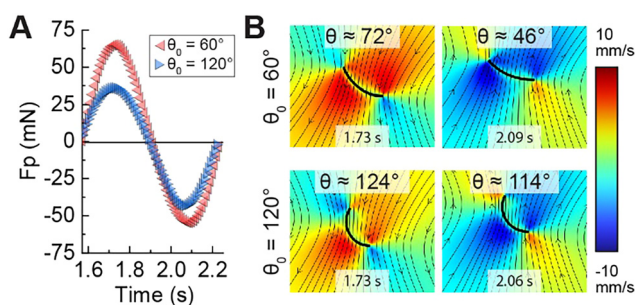 A
Fp (mN)
75
50
25
0
-25
-50
-75
1.6
1.8
2.0
2.2
Time (s)
θ₀ = 60°
θ₀ = 120°
B
θ₀ = 60°
θ ≈ 72°
1.73 s
θ ≈ 46°
2.09 s
θ₀ = 120°
θ ≈ 124°
1.73 s
θ ≈ 114°
2.06 s
10
mm/s
-10
mm/s